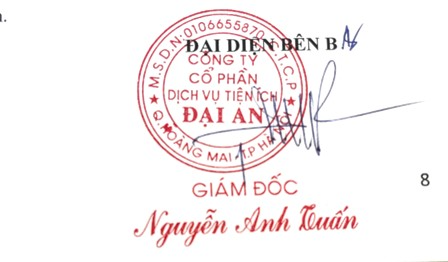 ĐẠI DIỆN BÊN B
M.S.D.N:0106655870-C.T.C.P
CÔNG TY
CỔ PHẦN
DỊCH VỤ TIỆN ÍCH
ĐẠI AN
Q.HOÀNG MAI-T.P HÀ NỘI
GIÁM ĐỐC
8
Nguyễn Anh Tuấn